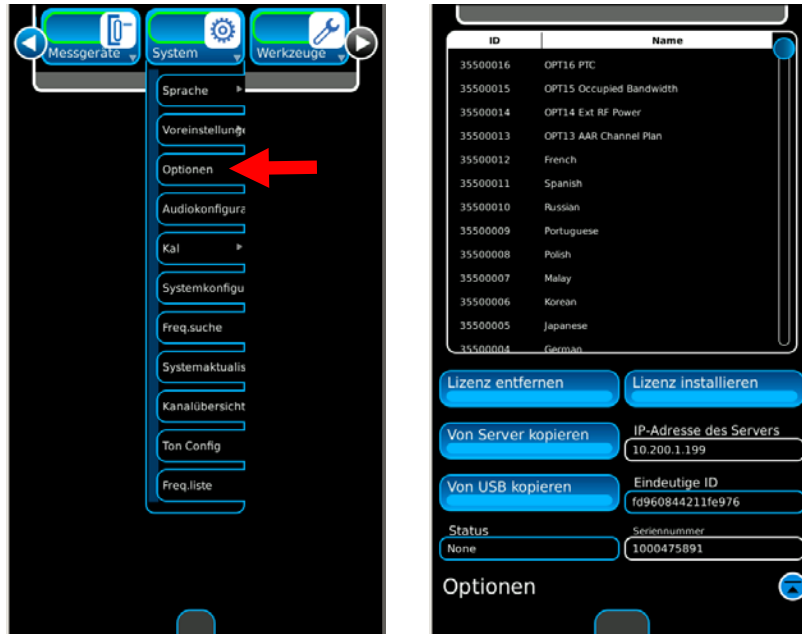 Messgeräte
System
Werkzeuge
Sprache
Voreinstellunge
Optionen
Audiokonfigura
Kal
Systemkonfigu
Freq.suche
Systemaktualis
Kanalübersicht
Ton Config
Freq.liste
ID Name
35500016 OPT16 PTC
35500015 OPT15 Occupied Bandwidth
35500014 OPT14 Ext RF Power
35500013 OPT13 AAR Channel Plan
35500012 French
35500011 Spanish
35500010 Russian
35500009 Portuguese
35500008 Polish
35500007 Malay
35500006 Korean
35500005 Japanese
35500004 German
Lizenz entfernen Lizenz installieren
Von Server kopieren IP-Adresse des Servers
10.200.1.199
Von USB kopieren Eindeutige ID
fd960844211fe976
Status Seriennummer
None 1000475891
Optionen